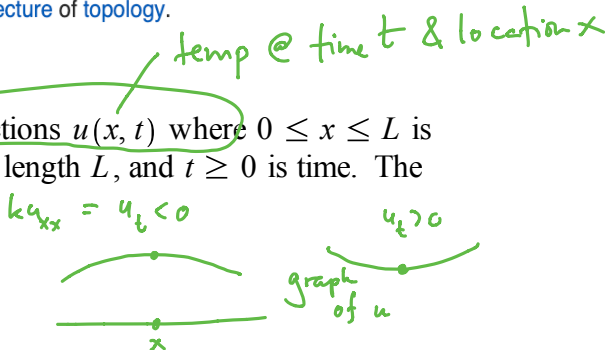 ecture of topology.
temp @ time t & location x
tions u(x, t) where 0 ≤ x ≤ L is
length L, and t ≥ 0 is time. The
ku_xx = u_t < 0
u_t > 0
graph
of u
x